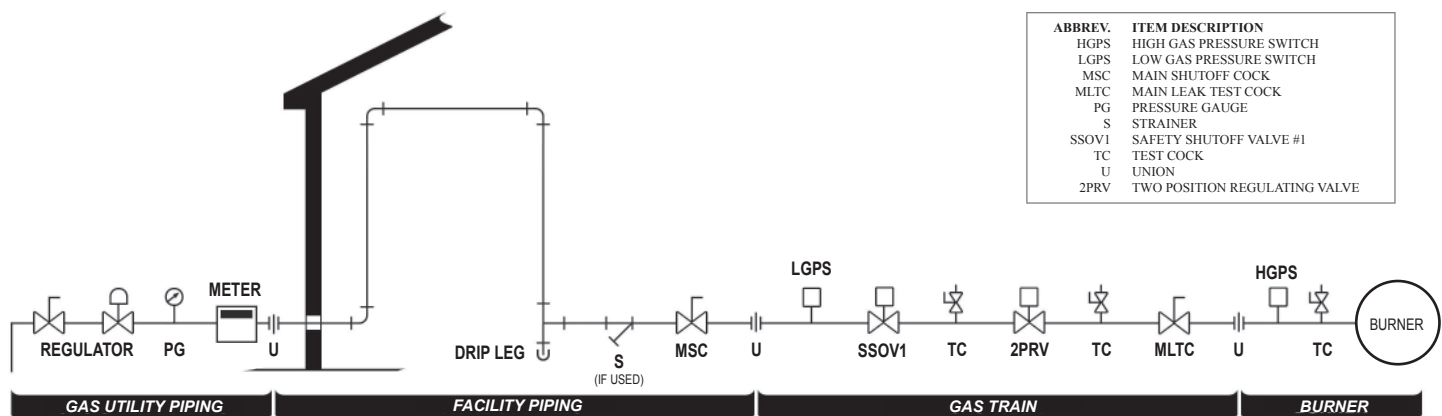 ABBREV. ITEM DESCRIPTION
HGPS HIGH GAS PRESSURE SWITCH
LGPS LOW GAS PRESSURE SWITCH
MSC MAIN SHUTOFF COCK
MLTC MAIN LEAK TEST COCK
PG PRESSURE GAUGE
S STRAINER
SSOV1 SAFETY SHUTOFF VALVE #1
TC TEST COCK
U UNION
2PRV TWO POSITION REGULATING VALVE
METER
LGPS
HGPS
BURNER
REGULATOR
PG
U
DRIP LEG
S
(IF USED)
MSC
U
SSOV1
TC
2PRV
TC
MLTC
U
TC
GAS UTILITY PIPING
FACILITY PIPING
GAS TRAIN
BURNER